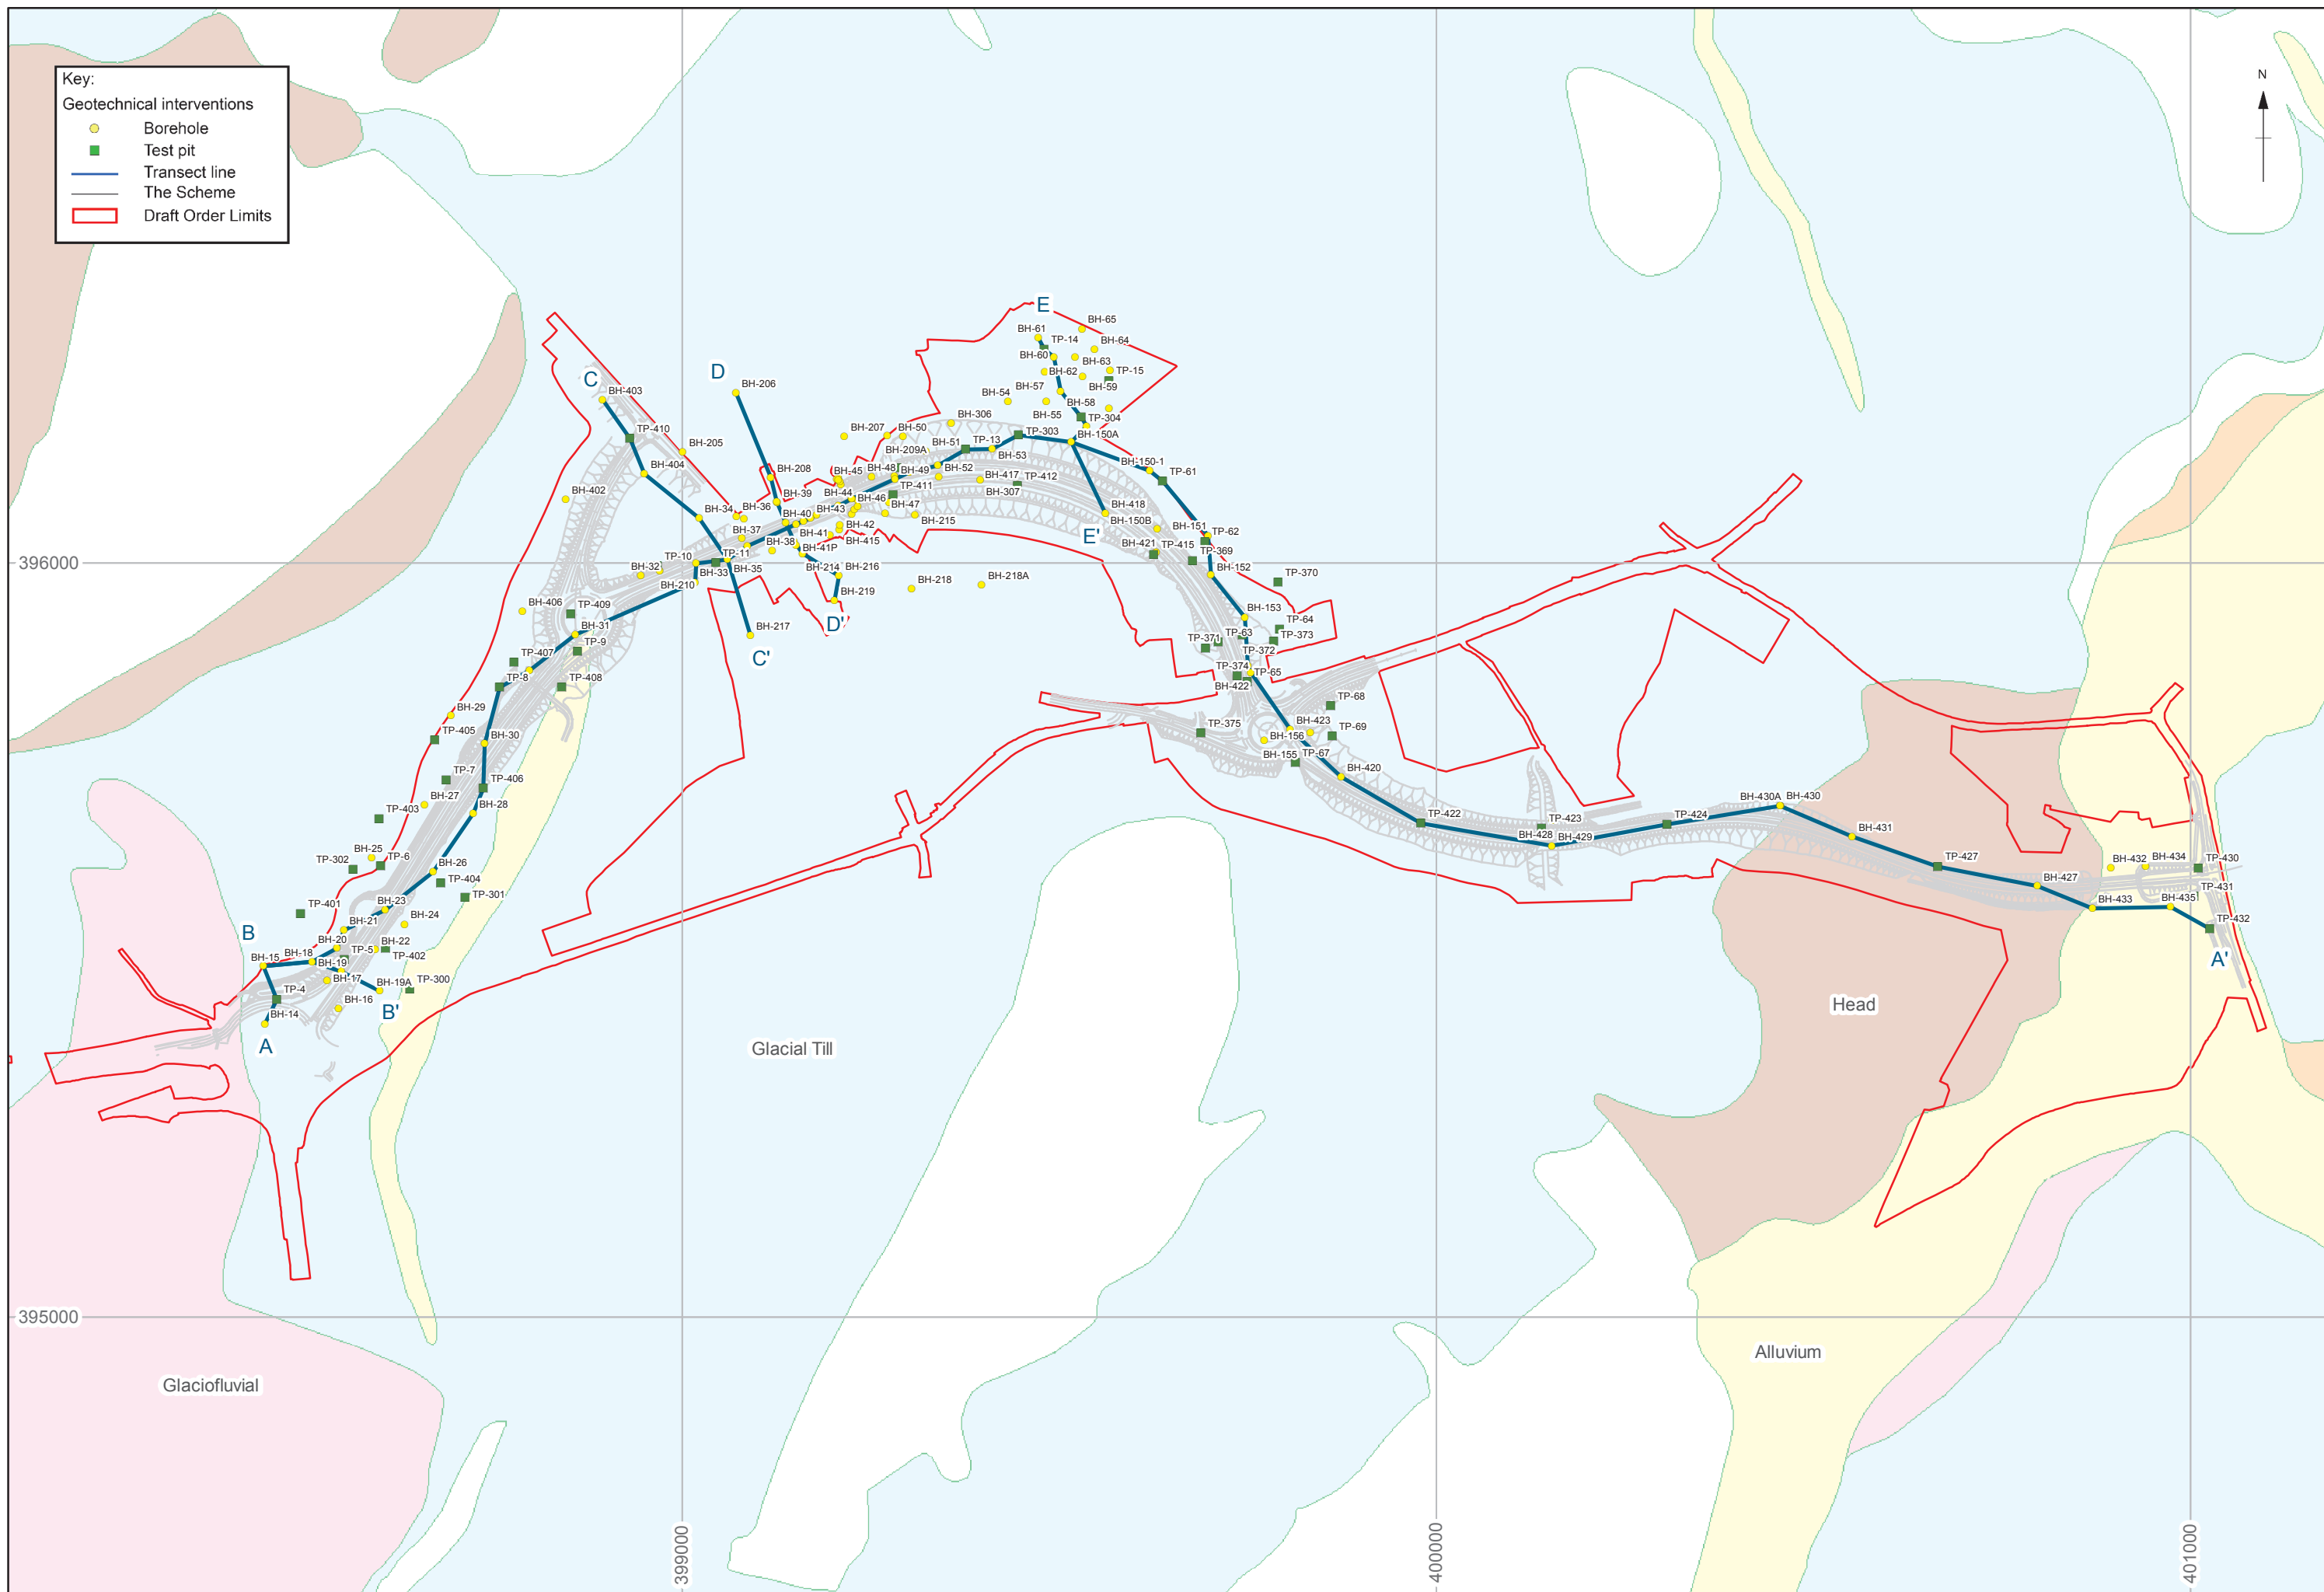 Key:
Geotechnical interventions
Borehole
Test pit
Transect line
The Scheme
Draft Order Limits
N
E
BH-65
BH-61
TP-14
BH-64
BH-60
BH-63
BH-62
TP-15
D
BH-206
C
BH-403
BH-54
BH-57
BH-59
BH-58
BH-55
TP-304
BH-306
TP-410
BH-205
BH-207
BH-50
BH-51
TP-13
TP-303
BH-150A
BH-209A
BH-53
BH-404
BH-208
BH-45
BH-48
BH-49
BH-52
BH-417
TP-412
BH-150-1
TP-61
BH-402
BH-39
BH-44
BH-46
TP-411
BH-307
BH-34
BH-36
BH-40
BH-43
BH-47
BH-215
BH-418
BH-150B
BH-37
BH-41
BH-42
BH-415
BH-151
TP-62
E'
BH-38
BH-41P
BH-421
TP-415
TP-369
396000
TP-10
TP-11
BH-32
BH-33
BH-35
BH-214
BH-216
BH-218
BH-218A
BH-152
TP-370
BH-210
BH-219
BH-406
TP-409
D'
BH-153
TP-64
BH-31
BH-217
TP-371
TP-63
TP-373
TP-9
C'
TP-372
TP-407
TP-374
TP-65
TP-8
TP-408
BH-422
TP-68
BH-29
TP-405
BH-30
TP-375
BH-423
BH-156
TP-69
BH-155
TP-67
TP-7
TP-406
BH-420
BH-27
TP-403
BH-28
BH-430A
BH-430
TP-422
TP-423
TP-424
BH-428
BH-429
BH-431
BH-25
TP-302
TP-6
BH-26
TP-404
TP-427
BH-432
BH-434
TP-430
TP-301
BH-427
TP-431
TP-401
BH-23
BH-433
BH-435
BH-21
BH-24
TP-432
B
BH-20
BH-22
BH-18
TP-5
TP-402
BH-15
BH-19
A'
BH-17
BH-19A
TP-300
TP-4
BH-16
B'
BH-14
A
Head
Glacial Till
395000
Alluvium
Glaciofluvial
399000
400000
401000